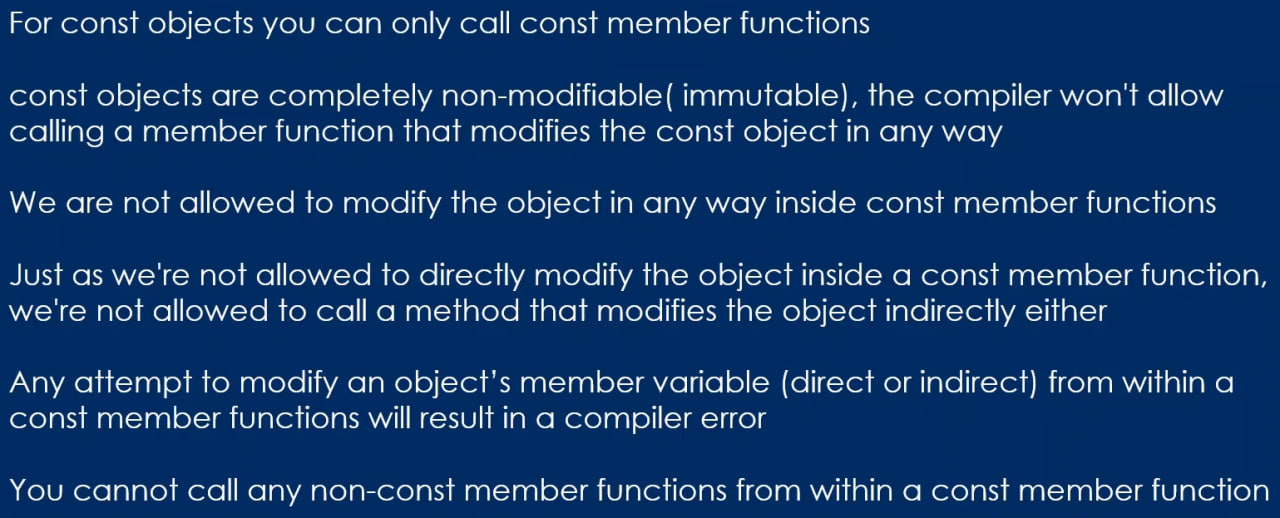 For const objects you can only call const member functions
const objects are completely non-modifiable( immutable), the compiler won't allow
calling a member function that modifies the const object in any way
We are not allowed to modify the object in any way inside const member functions
Just as we're not allowed to directly modify the object inside a const member function,
we're not allowed to call a method that modifies the object indirectly either
Any attempt to modify an object’s member variable (direct or indirect) from within a
const member functions will result in a compiler error
You cannot call any non-const member functions from within a const member function